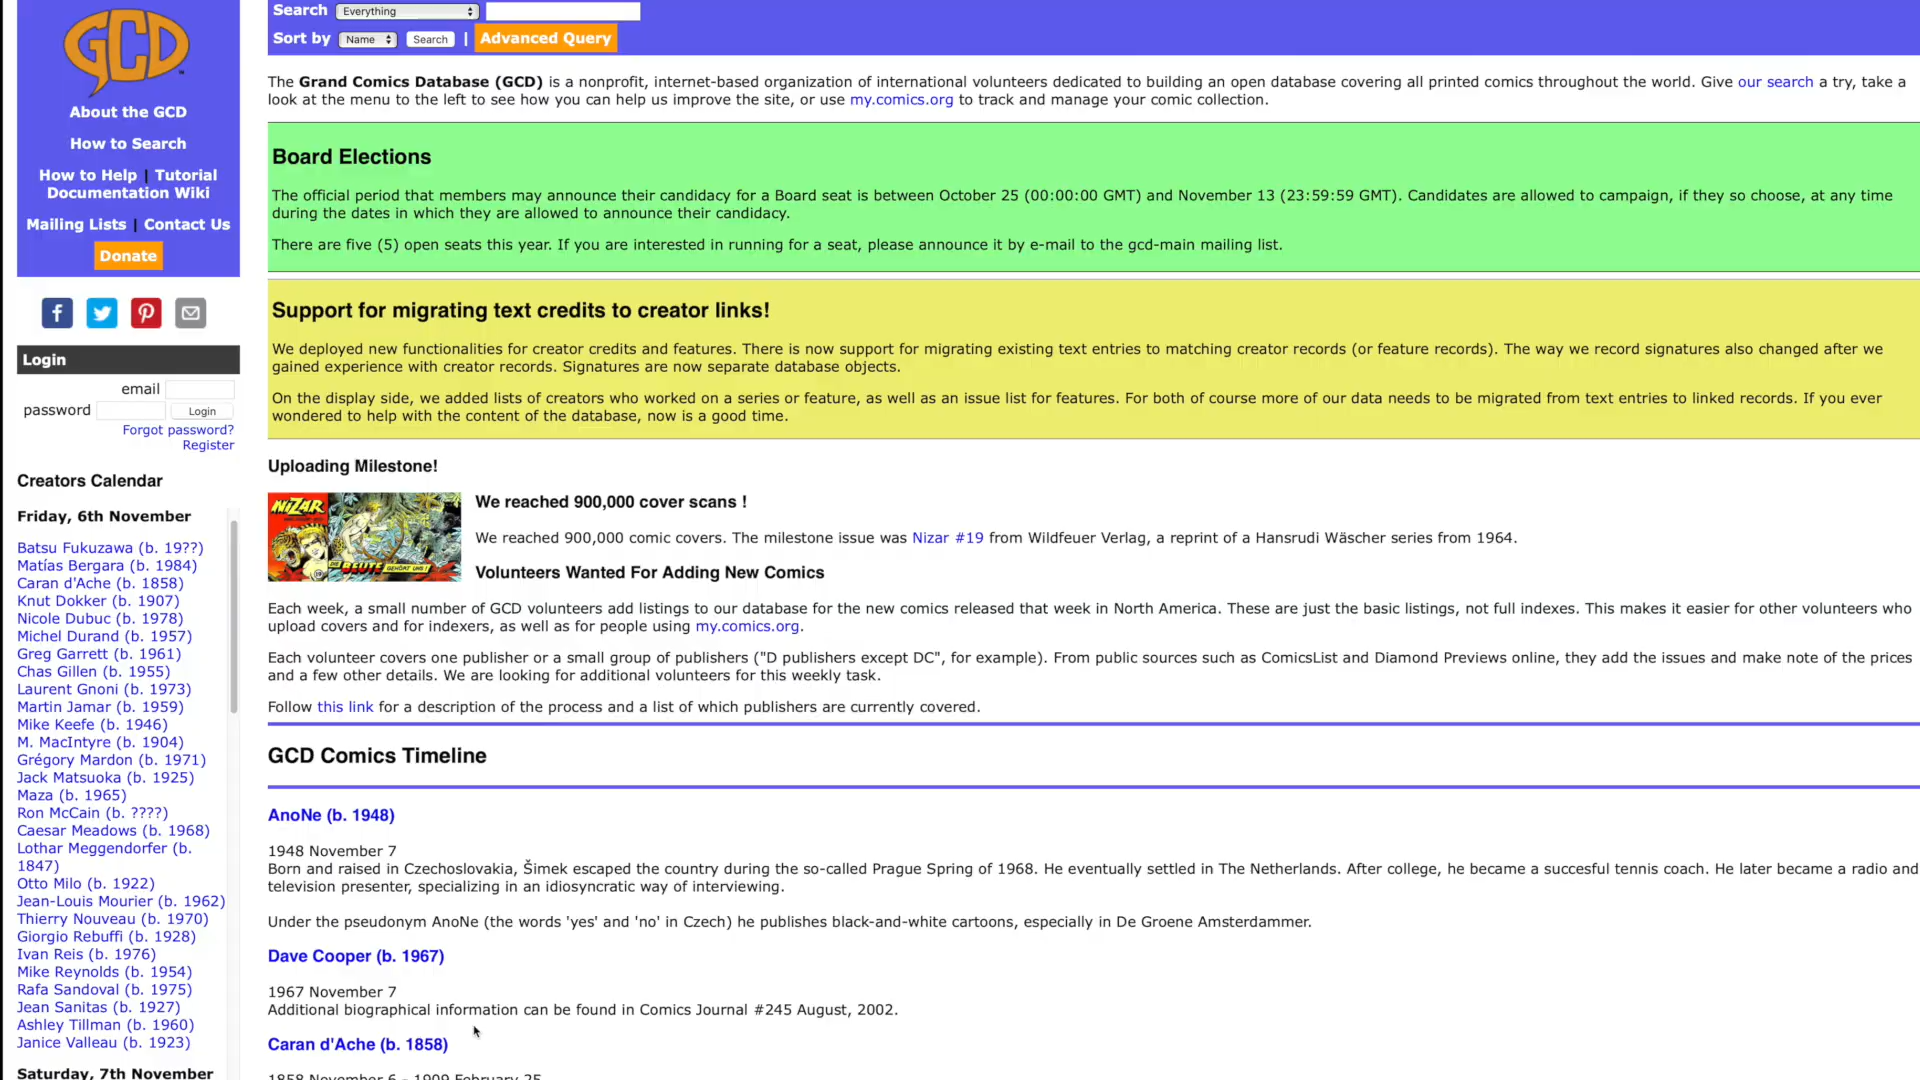 GCD
About the GCD
How to Search
How to Help | Tutorial
Documentation Wiki
Mailing Lists | Contact Us
Donate
Login
email
password
Login
Forgot password?
Register
Creators Calendar
Friday, 6th November
Batsu Fukuzawa (b. 19??)
Matías Bergara (b. 1984)
Caran d'Ache (b. 1858)
Knut Dokker (b. 1907)
Nicole Dubuc (b. 1978)
Michel Durand (b. 1957)
Greg Garrett (b. 1961)
Chas Gillen (b. 1955)
Laurent Gnoni (b. 1973)
Martin Jamar (b. 1959)
Mike Keefe (b. 1946)
M. MacIntyre (b. 1904)
Grégory Mardon (b. 1971)
Jack Matsuoka (b. 1925)
Maza (b. 1965)
Ron McCain (b. ????)
Caesar Meadows (b. 1968)
Lothar Meggendorfer (b.
1847)
Otto Milo (b. 1922)
Jean-Louis Mourier (b. 1962)
Thierry Nouveau (b. 1970)
Giorgio Rebuffi (b. 1928)
Ivan Reis (b. 1976)
Mike Reynolds (b. 1954)
Rafa Sandoval (b. 1975)
Jean Sanitas (b. 1927)
Ashley Tillman (b. 1960)
Janice Valleau (b. 1923)
Saturday, 7th November
Search Everything
Sort by Name Search | Advanced Query
The Grand Comics Database (GCD) is a nonprofit, internet-based organization of international volunteers dedicated to building an open database covering all printed comics throughout the world. Give our search a try, take a
look at the menu to the left to see how you can help us improve the site, or use my.comics.org to track and manage your comic collection.
Board Elections
The official period that members may announce their candidacy for a Board seat is between October 25 (00:00:00 GMT) and November 13 (23:59:59 GMT). Candidates are allowed to campaign, if they so choose, at any time
during the dates in which they are allowed to announce their candidacy.
There are five (5) open seats this year. If you are interested in running for a seat, please announce it by e-mail to the gcd-main mailing list.
Support for migrating text credits to creator links!
We deployed new functionalities for creator credits and features. There is now support for migrating existing text entries to matching creator records (or feature records). The way we record signatures also changed after we
gained experience with creator records. Signatures are now separate database objects.
On the display side, we added lists of creators who worked on a series or feature, as well as an issue list for features. For both of course more of our data needs to be migrated from text entries to linked records. If you ever
wondered to help with the content of the database, now is a good time.
Uploading Milestone!
NIZAR
DIE BEUTE GEHÖRT UNS!
We reached 900,000 cover scans !
We reached 900,000 comic covers. The milestone issue was Nizar #19 from Wildfeuer Verlag, a reprint of a Hansrudi Wäscher series from 1964.
Volunteers Wanted For Adding New Comics
Each week, a small number of GCD volunteers add listings to our database for the new comics released that week in North America. These are just the basic listings, not full indexes. This makes it easier for other volunteers who
upload covers and for indexers, as well as for people using my.comics.org.
Each volunteer covers one publisher or a small group of publishers ("D publishers except DC", for example). From public sources such as ComicsList and Diamond Previews online, they add the issues and make note of the prices
and a few other details. We are looking for additional volunteers for this weekly task.
Follow this link for a description of the process and a list of which publishers are currently covered.
GCD Comics Timeline
AnoNe (b. 1948)
1948 November 7
Born and raised in Czechoslovakia, Šimek escaped the country during the so-called Prague Spring of 1968. He eventually settled in The Netherlands. After college, he became a succesful tennis coach. He later became a radio and
television presenter, specializing in an idiosyncratic way of interviewing.
Under the pseudonym AnoNe (the words 'yes' and 'no' in Czech) he publishes black-and-white cartoons, especially in De Groene Amsterdammer.
Dave Cooper (b. 1967)
1967 November 7
Additional biographical information can be found in Comics Journal #245 August, 2002.
Caran d'Ache (b. 1858)
1858 November 6 - 1909 February 25